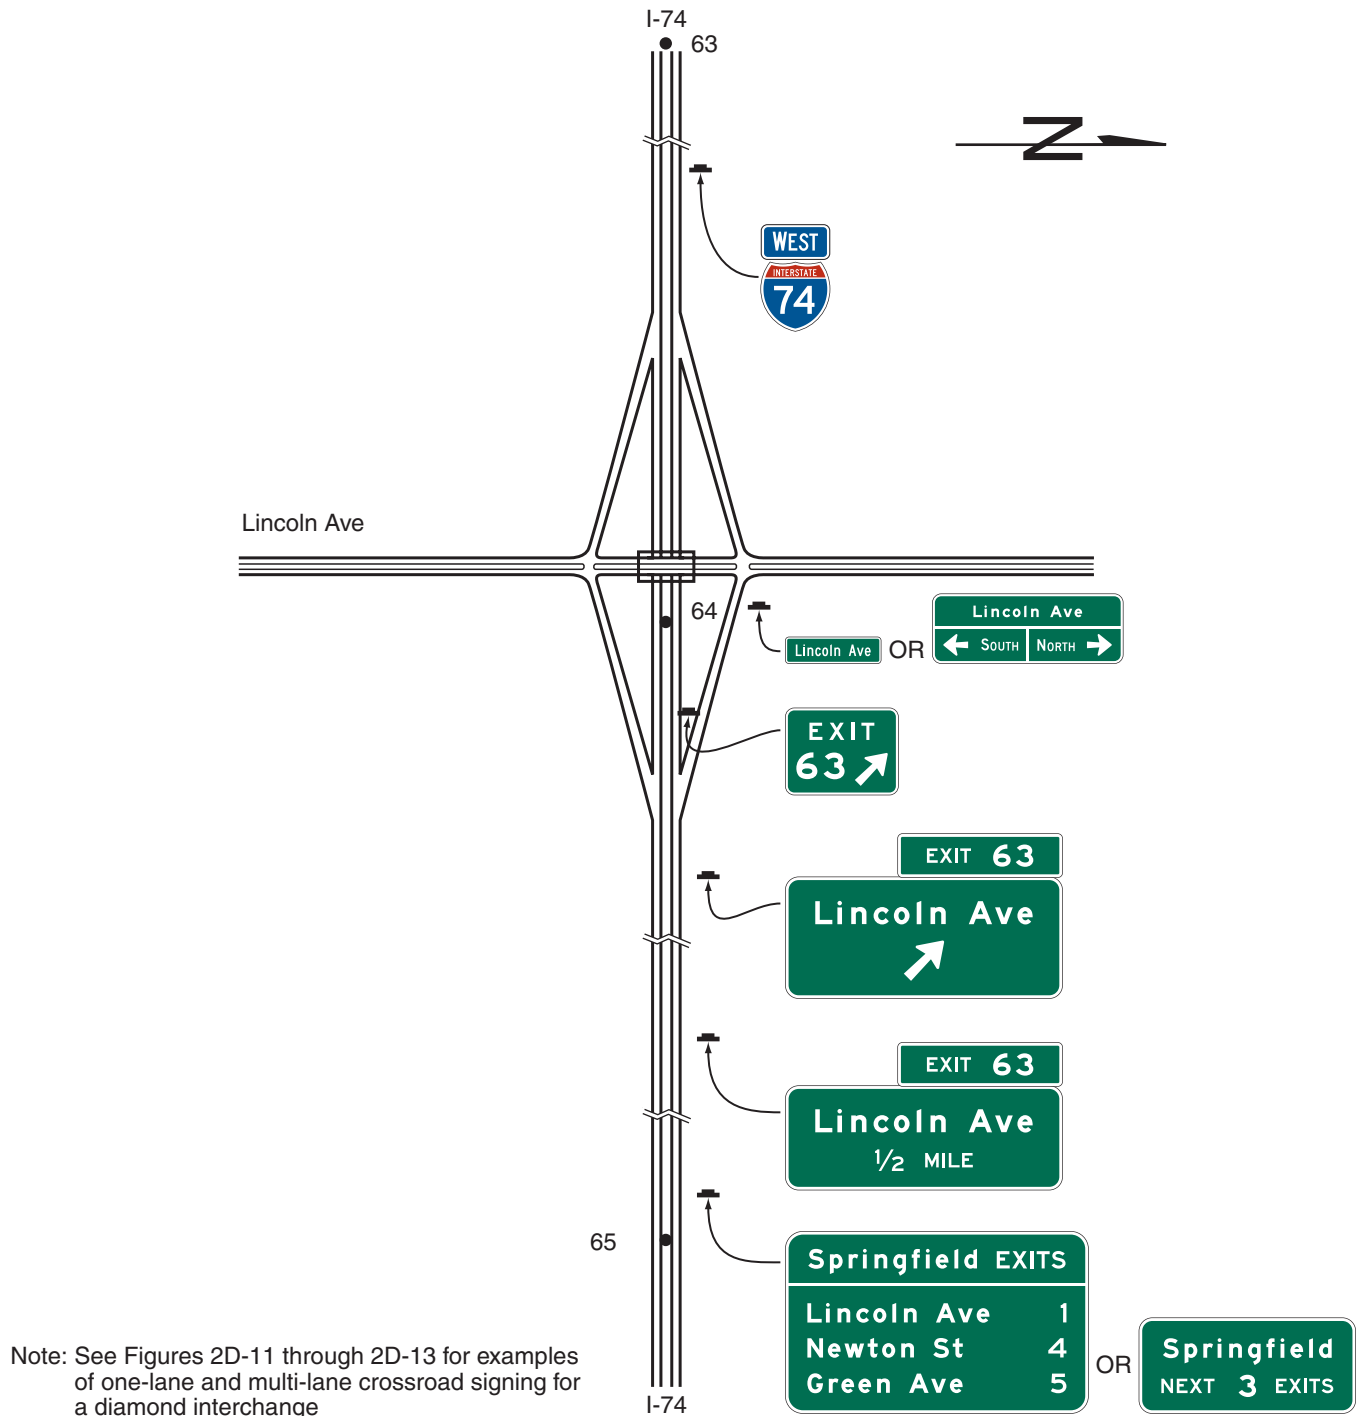 I-74
63
N
WEST
INTERSTATE
74
Lincoln Ave
64
Lincoln Ave
OR
Lincoln Ave
SOUTH NORTH
EXIT
63
EXIT 63
Lincoln Ave
EXIT 63
Lincoln Ave
1/2 MILE
65
Springfield EXITS
Lincoln Ave 1
Newton St 4
Green Ave 5
OR
Springfield
NEXT 3 EXITS
Note: See Figures 2D-11 through 2D-13 for examples
of one-lane and multi-lane crossroad signing for
a diamond interchange
I-74